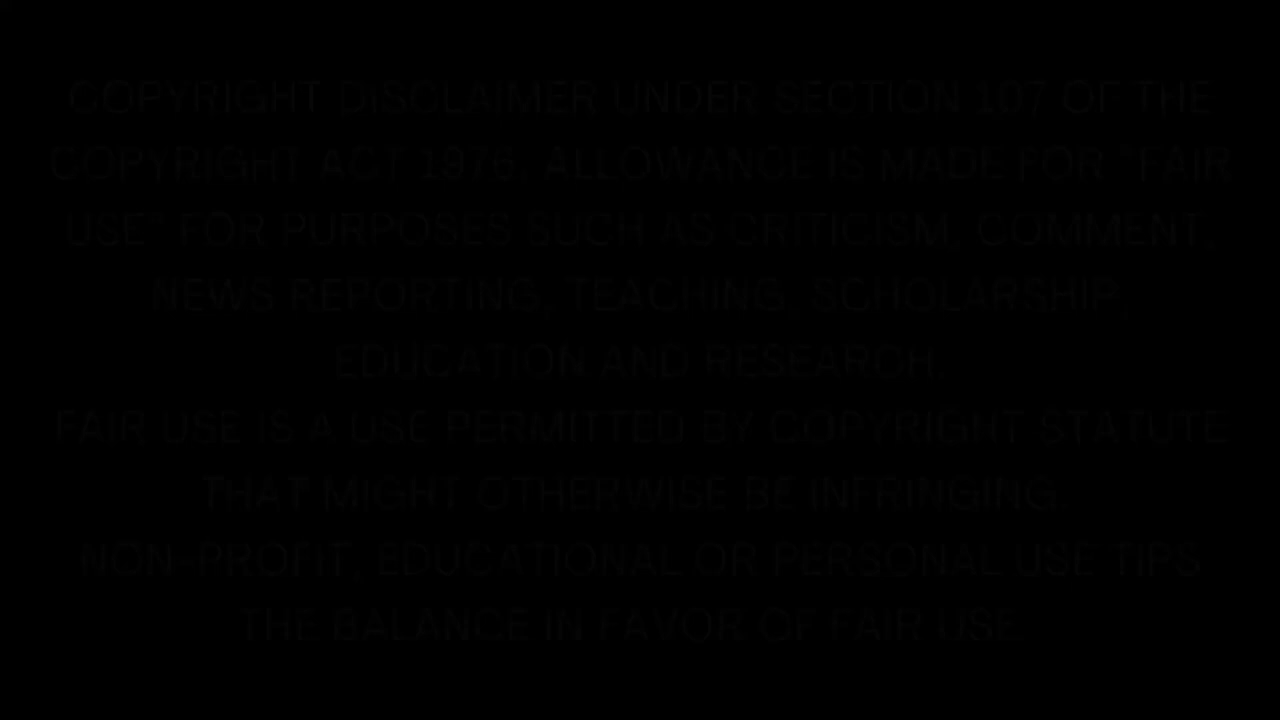 COPYRIGHT DISCLAIMER UNDER SECTION 107 OF THE
COPYRIGHT ACT 1976. ALLOWANCE IS MADE FOR "FAIR
USE" FOR PURPOSES SUCH AS CRITICISM, COMMENT,
NEWS REPORTING, TEACHING, SCHOLARSHIP,
EDUCATION AND RESEARCH.
FAIR USE IS A USE PERMITTED BY COPYRIGHT STATUTE
THAT MIGHT OTHERWISE BE INFRINGING.
NON-PROFIT, EDUCATIONAL OR PERSONAL USE TIPS
THE BALANCE IN FAVOR OF FAIR USE.